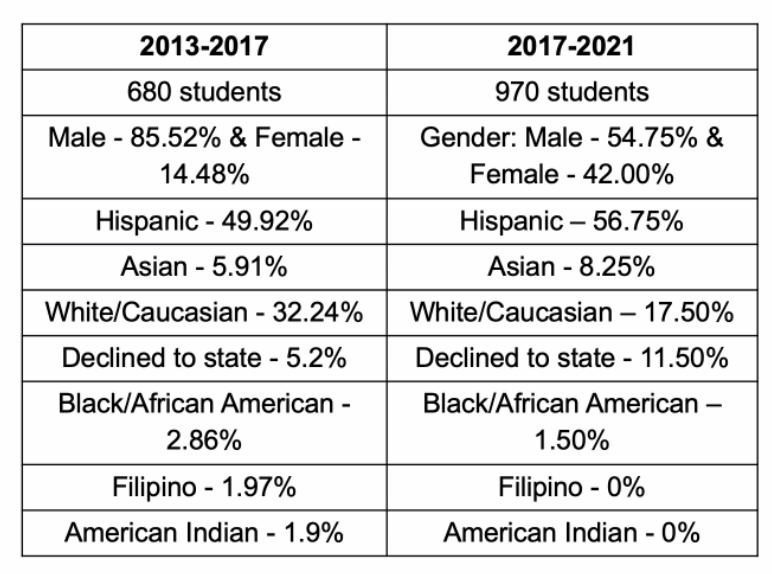 2013-2017 2017-2021
680 students 970 students
Male - 85.52% & Female - Gender: Male - 54.75% &
14.48% Female - 42.00%
Hispanic - 49.92% Hispanic – 56.75%
Asian - 5.91% Asian - 8.25%
White/Caucasian - 32.24% White/Caucasian – 17.50%
Declined to state - 5.2% Declined to state - 11.50%
Black/African American - Black/African American –
2.86% 1.50%
Filipino - 1.97% Filipino - 0%
American Indian - 1.9% American Indian - 0%